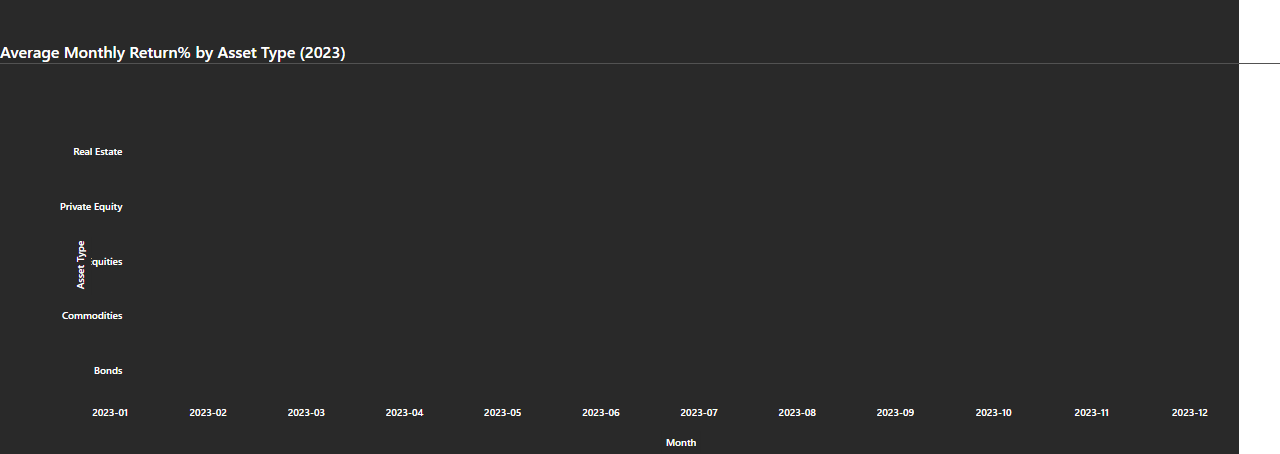 Average Monthly Return% by Asset Type (2023)
Real Estate
Private Equity
Asset Type
quities
Commodities
Bonds
2023-01 2023-02 2023-03 2023-04 2023-05 2023-06 2023-07 2023-08 2023-09 2023-10 2023-11 2023-12
Month